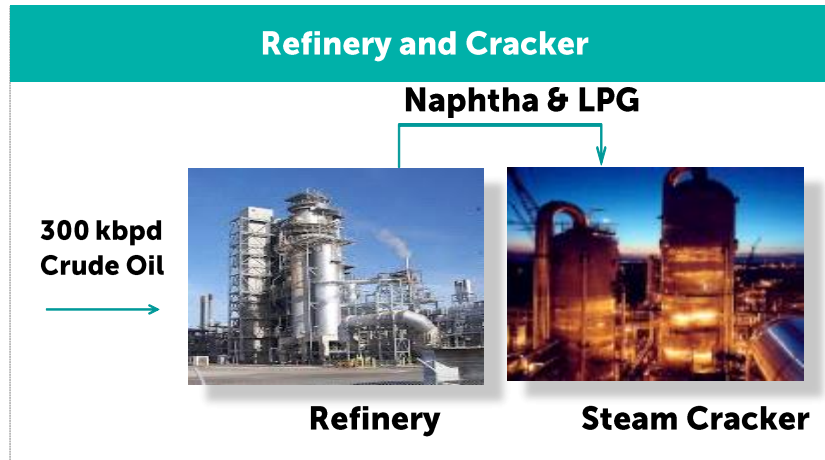 Refinery and Cracker
Naphtha & LPG
300 kbpd
Crude Oil
Refinery
Steam Cracker